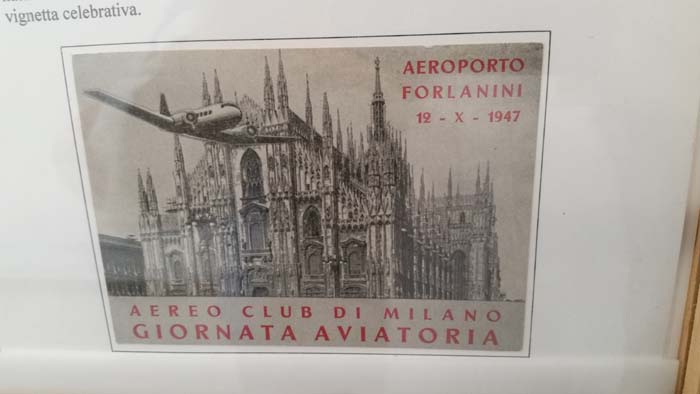 vignetta celebrativa.
AEROPORTO
FORLANINI
12 - X - 1947
AEREO CLUB DI MILANO
GIORNATA AVIATORIA